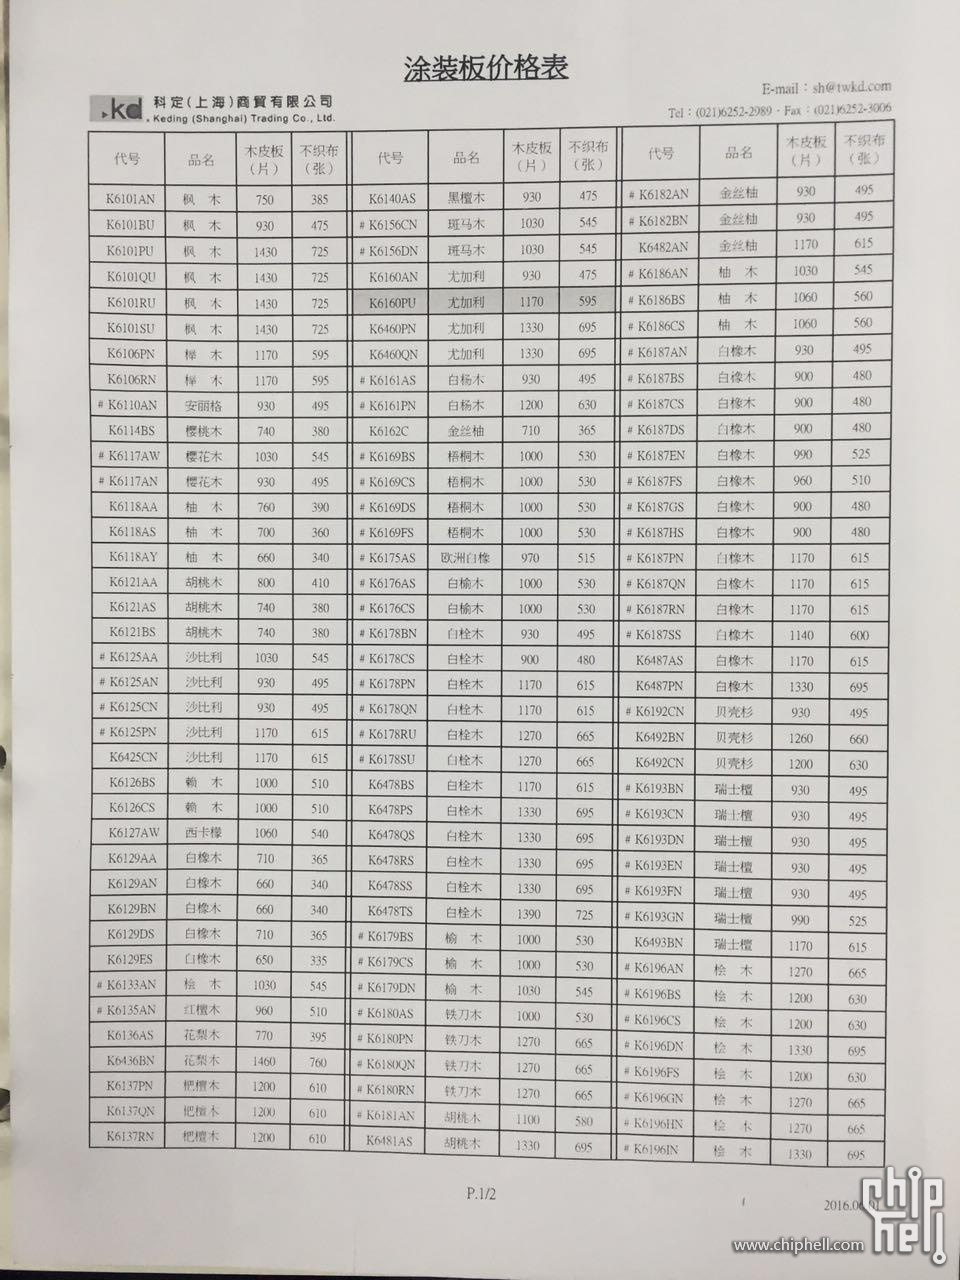 涂装板价格表
kd 科定(上海)商貿有限公司
Keding (Shanghai) Trading Co., Ltd.
E-mail：sh@twkd.com
Tel：(021)6252-2989．Fax：(021)6252-3006
代号 品名 木皮板（片） 不织布（张） 代号 品名 木皮板（片） 不织布（张） 代号 品名 木皮板（片） 不织布（张）
K6101AN 枫 木 750 385 K6140AS 黑檀木 930 475 # K6182AN 金丝柚 930 495
K6101BU 枫 木 930 475 # K6156CN 斑马木 1030 545 # K6182BN 金丝柚 930 495
K6101PU 枫 木 1430 725 # K6156DN 斑马木 1030 545 K6482AN 金丝柚 1170 615
K6101QU 枫 木 1430 725 K6160AN 尤加利 930 475 # K6186AN 柚 木 1030 545
K6101RU 枫 木 1430 725 K6160PU 尤加利 1170 595 # K6186BS 柚 木 1060 560
K6101SU 枫 木 1430 725 K6460PN 尤加利 1330 695 # K6186CS 柚 木 1060 560
K6106PN 榉 木 1170 595 K6460QN 尤加利 1330 695 # K6187AN 白橡木 930 495
K6106RN 榉 木 1170 595 # K6161AS 白杨木 930 495 # K6187BS 白橡木 900 480
# K6110AN 安丽格 930 495 # K6161PN 白杨木 1200 630 # K6187CS 白橡木 900 480
K6114BS 樱桃木 740 380 K6162C 金丝柚 710 365 # K6187DS 白橡木 900 480
# K6117AW 樱花木 1030 545 # K6169BS 梧桐木 1000 530 # K6187EN 白橡木 990 525
# K6117AN 樱花木 930 495 # K6169CS 梧桐木 1000 530 # K6187FS 白橡木 960 510
K6118AA 柚 木 760 390 # K6169DS 梧桐木 1000 530 # K6187GS 白橡木 900 480
K6118AS 柚 木 700 360 # K6169FS 梧桐木 1000 530 # K6187HS 白橡木 900 480
K6118AY 柚 木 660 340 # K6175AS 欧洲白橡 970 515 # K6187PN 白橡木 1170 615
K6121AA 胡桃木 800 410 # K6176AS 白榆木 1000 530 # K6187QN 白橡木 1170 615
K6121AS 胡桃木 740 380 # K6176CS 白榆木 1000 530 # K6187RN 白橡木 1170 615
K6121BS 胡桃木 740 380 # K6178BN 白栓木 930 495 # K6187SS 白橡木 1140 600
# K6125AA 沙比利 1030 545 # K6178CS 白栓木 900 480 K6487AS 白橡木 1170 615
# K6125AN 沙比利 930 495 # K6178PN 白栓木 1170 615 K6487PN 白橡木 1330 695
# K6125CN 沙比利 930 495 # K6178QN 白栓木 1170 615 # K6192CN 贝壳杉 930 495
# K6125PN 沙比利 1170 615 # K6178RU 白栓木 1270 665 K6492BN 贝壳杉 1260 660
K6425CN 沙比利 1170 615 # K6178SU 白栓木 1270 665 K6492CN 贝壳杉 1200 630
K6126BS 赖 木 1000 510 K6478BS 白栓木 1170 615 # K6193BN 瑞士檀 930 495
K6126CS 赖 木 1000 510 K6478PS 白栓木 1330 695 # K6193CN 瑞士檀 930 495
K6127AW 西卡檬 1060 540 K6478QS 白栓木 1330 695 # K6193DN 瑞士檀 930 495
K6129AA 白橡木 710 365 K6478RS 白栓木 1330 695 # K6193EN 瑞士檀 930 495
K6129AN 白橡木 660 340 K6478SS 白栓木 1330 695 # K6193FN 瑞士檀 930 495
K6129BN 白橡木 660 340 K6478TS 白栓木 1390 725 # K6193GN 瑞士檀 990 525
K6129DS 白橡木 710 365 # K6179BS 榆 木 1000 530 K6493BN 瑞士檀 1170 615
K6129ES 白橡木 650 335 # K6179CS 榆 木 1000 530 # K6196AN 桧 木 1270 665
# K6133AN 桧 木 1030 545 # K6179DN 榆 木 1030 545 # K6196BS 桧 木 1200 630
# K6135AN 红檀木 960 510 # K6180AS 铁刀木 1000 530 # K6196CS 桧 木 1200 630
K6136AS 花梨木 770 395 # K6180PN 铁刀木 1270 665 # K6196DN 桧 木 1330 695
K6436BN 花梨木 1460 760 # K6180QN 铁刀木 1270 665 # K6196FS 桧 木 1200 630
K6137PN 杷檀木 1200 610 # K6180RN 铁刀木 1270 665 # K6196GN 桧 木 1270 665
K6137QN 杷檀木 1200 610 # K6181AN 胡桃木 1100 580 # K6196HN 桧 木 1270 665
K6137RN 杷檀木 1200 610 K6481AS 胡桃木 1330 695 # K6196IN 桧 木 1330 695
P.1/2
2016.06.01
chip hell
www.chiphell.com